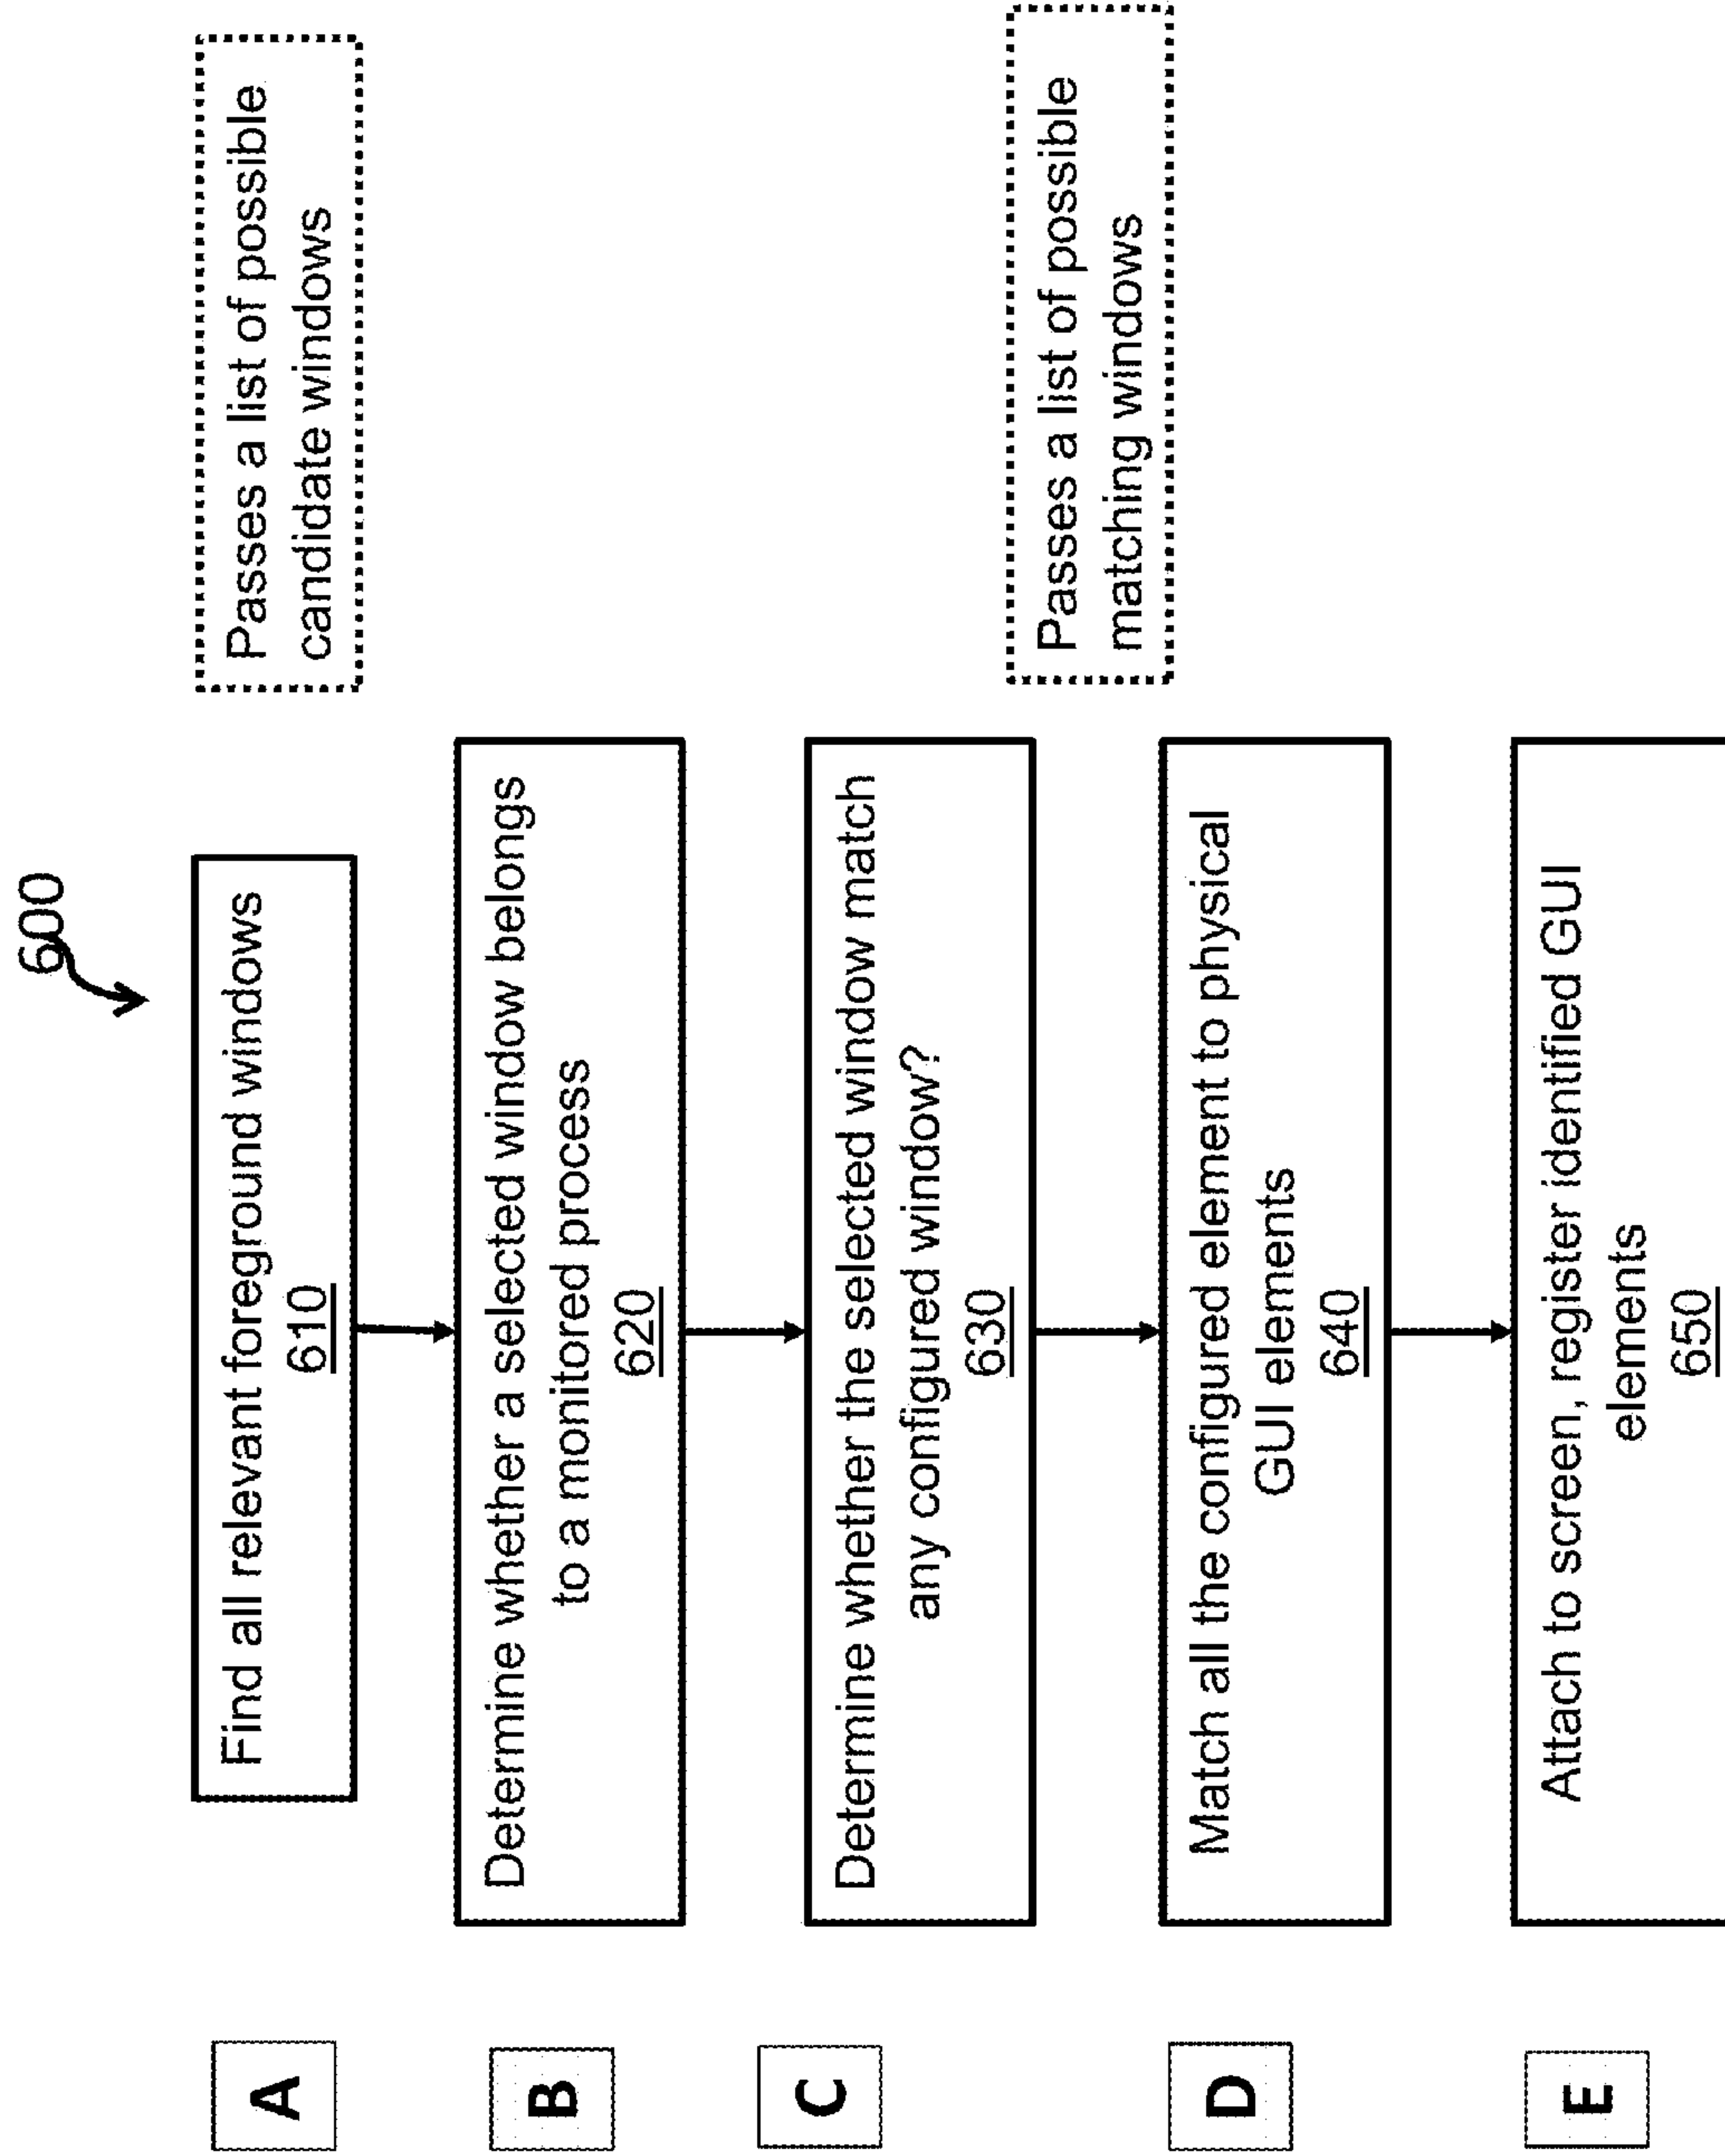 600
A
Find all relevant foreground windows
610
Passes a list of possible
candidate windows
B
Determine whether a selected window belongs
to a monitored process
620
C
Determine whether the selected window match
any configured window?
630
Passes a list of possible
matching windows
D
Match all the configured element to physical
GUI elements
640
E
Attach to screen, register identified GUI
elements
650